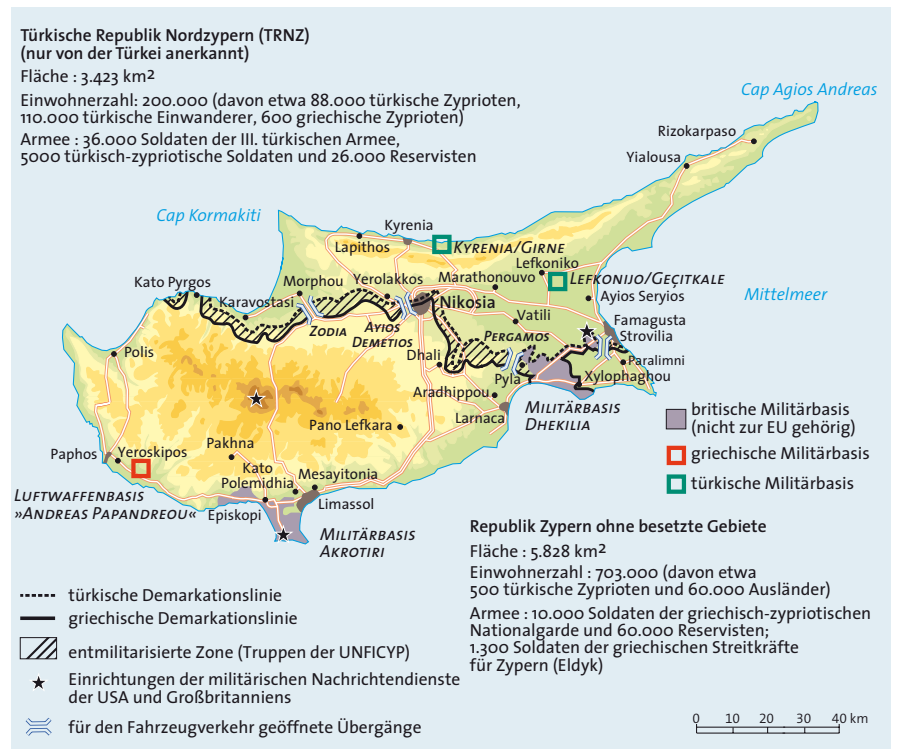 Türkische Republik Nordzypern (TRNZ)
(nur von der Türkei anerkannt)
Fläche : 3.423 km²
Einwohnerzahl: 200.000 (davon etwa 88.000 türkische Zyprioten,
110.000 türkische Einwanderer, 600 griechische Zyprioten)
Armee : 36.000 Soldaten der III. türkischen Armee,
5000 türkisch-zypriotische Soldaten und 26.000 Reservisten
Cap Agios Andreas
Rizokarpaso
Yialousa
Cap Kormakiti
Kyrenia
Lapithos
KYRENIA/GIRNE
Lefkoniko
LEFKONIJO/GEÇITKALE
Kato Pyrgos
Morphou
Yerolakkos
Marathonouvo
Ayios Seryios
Mittelmeer
Karavostasi
Nikosia
Vatili
Famagusta
ZODIA
AYIOS
DEMETIOS
PERGAMOS
Strovilia
Polis
Dhali
Pyla
Paralimni
Xylophaghou
Aradhippou
MILITÄRBASIS
DHEKILIA
Larnaca
Pano Lefkara
Pakhna
Paphos
Yeroskipos
Kato
Polemidhia
Mesayitonia
LUFTWAFFENBASIS
»ANDREAS PAPANDREOU«
Episkopi
Limassol
MILITÄRBASIS
AKROTIRI
britische Militärbasis
(nicht zur EU gehörig)
griechische Militärbasis
türkische Militärbasis
Republik Zypern ohne besetzte Gebiete
Fläche : 5.828 km²
Einwohnerzahl : 703.000 (davon etwa
500 türkische Zyprioten und 60.000 Ausländer)
Armee : 10.000 Soldaten der griechisch-zypriotischen
Nationalgarde und 60.000 Reservisten;
1.300 Soldaten der griechischen Streitkräfte
für Zypern (Eldyk)
türkische Demarkationslinie
griechische Demarkationslinie
entmilitarisierte Zone (Truppen der UNFICYP)
Einrichtungen der militärischen Nachrichtendienste
der USA und Großbritanniens
für den Fahrzeugverkehr geöffnete Übergänge
0 10 20 30 40 km